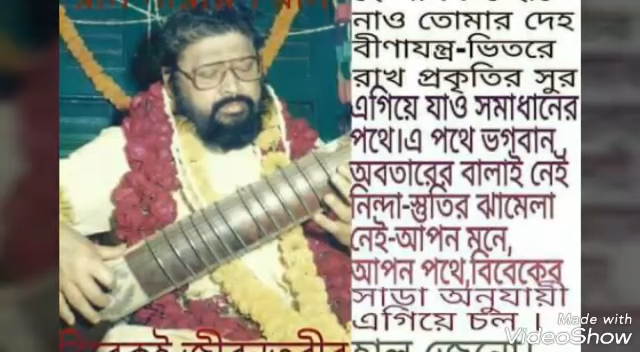 নাও তোমার দেহ
বীণাযন্ত্র-ভিতরে
রাখ প্রকৃতির সুর
এগিয়ে যাও সমাধানের
পথে।এ পথে ভগবান,
অবতারের বালাই নেই
নিন্দা-স্তুতির ঝামেলা
নেই-আপন মনে,
আপন পথে,বিবেকের
সাড়া অনুযায়ী
এগিয়ে চল ।
Made with
VideoShow